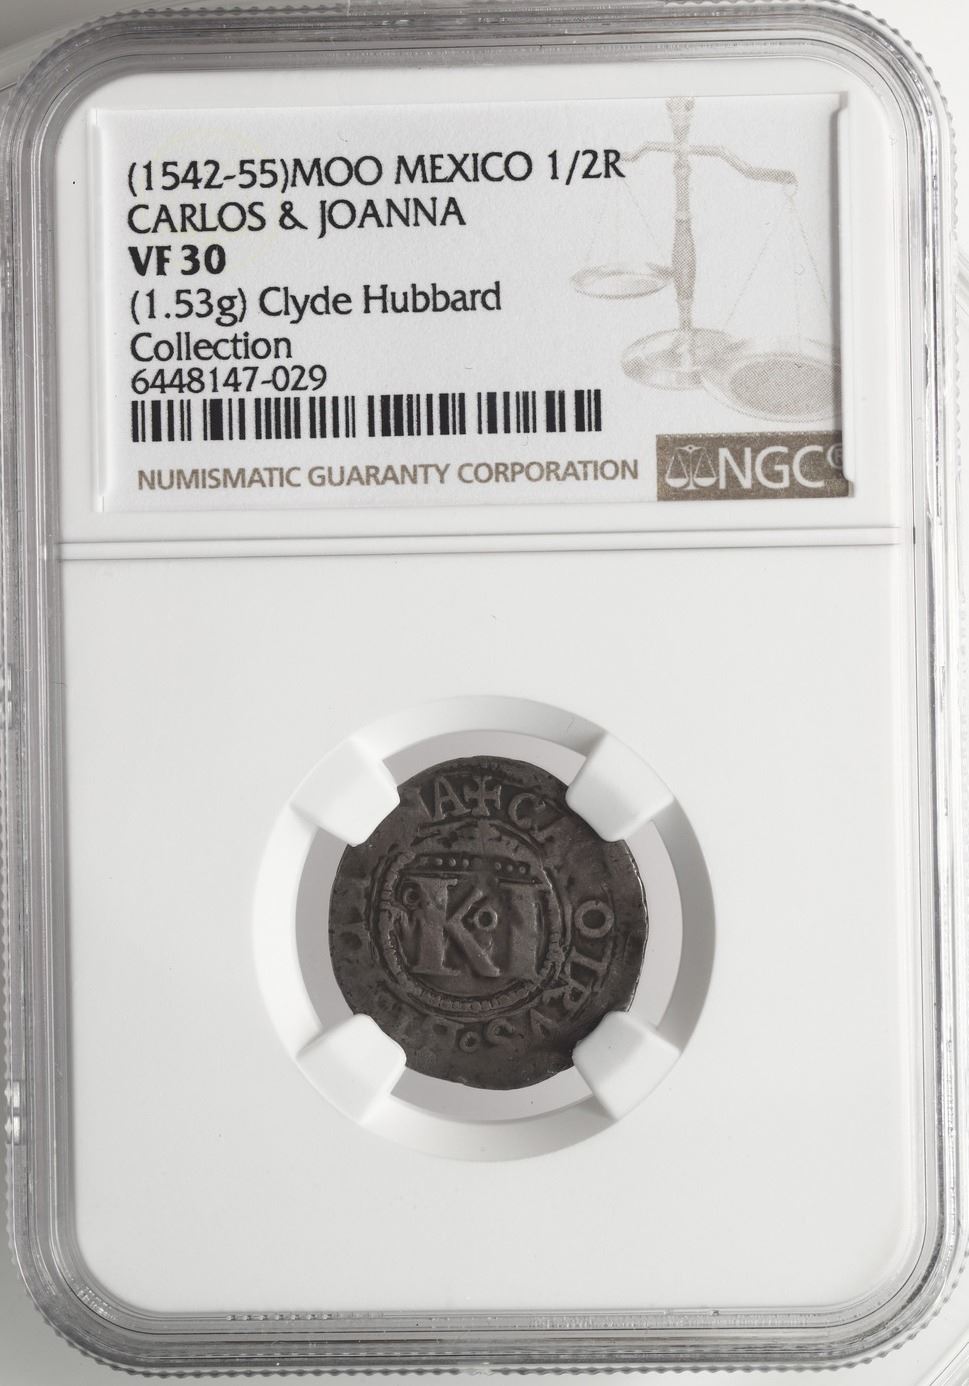 (1542-55)MOO MEXICO 1/2R
CARLOS & JOANNA
VF 30
(1.53g) Clyde Hubbard
Collection
6448147-029
NUMISMATIC GUARANTY CORPORATION
NGC®
KI